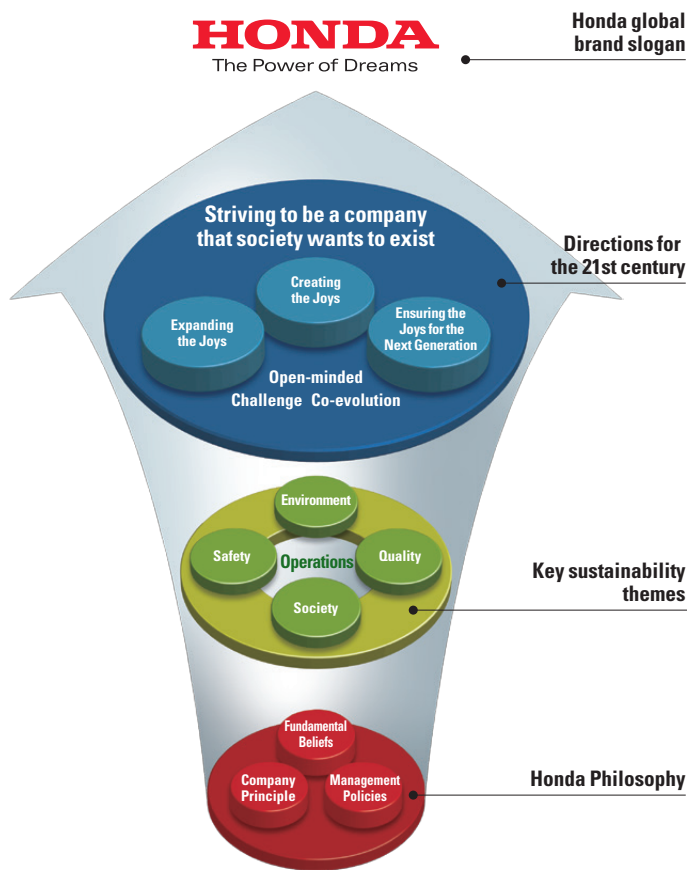 HONDA
The Power of Dreams
Honda global
brand slogan
Striving to be a company
that society wants to exist
Directions for
the 21st century
Creating
the Joys
Expanding
the Joys
Ensuring the
Joys for the
Next Generation
Open-minded
Challenge Co-evolution
Environment
Safety
Operations
Quality
Society
Key sustainability
themes
Fundamental
Beliefs
Company
Principle
Management
Policies
Honda Philosophy